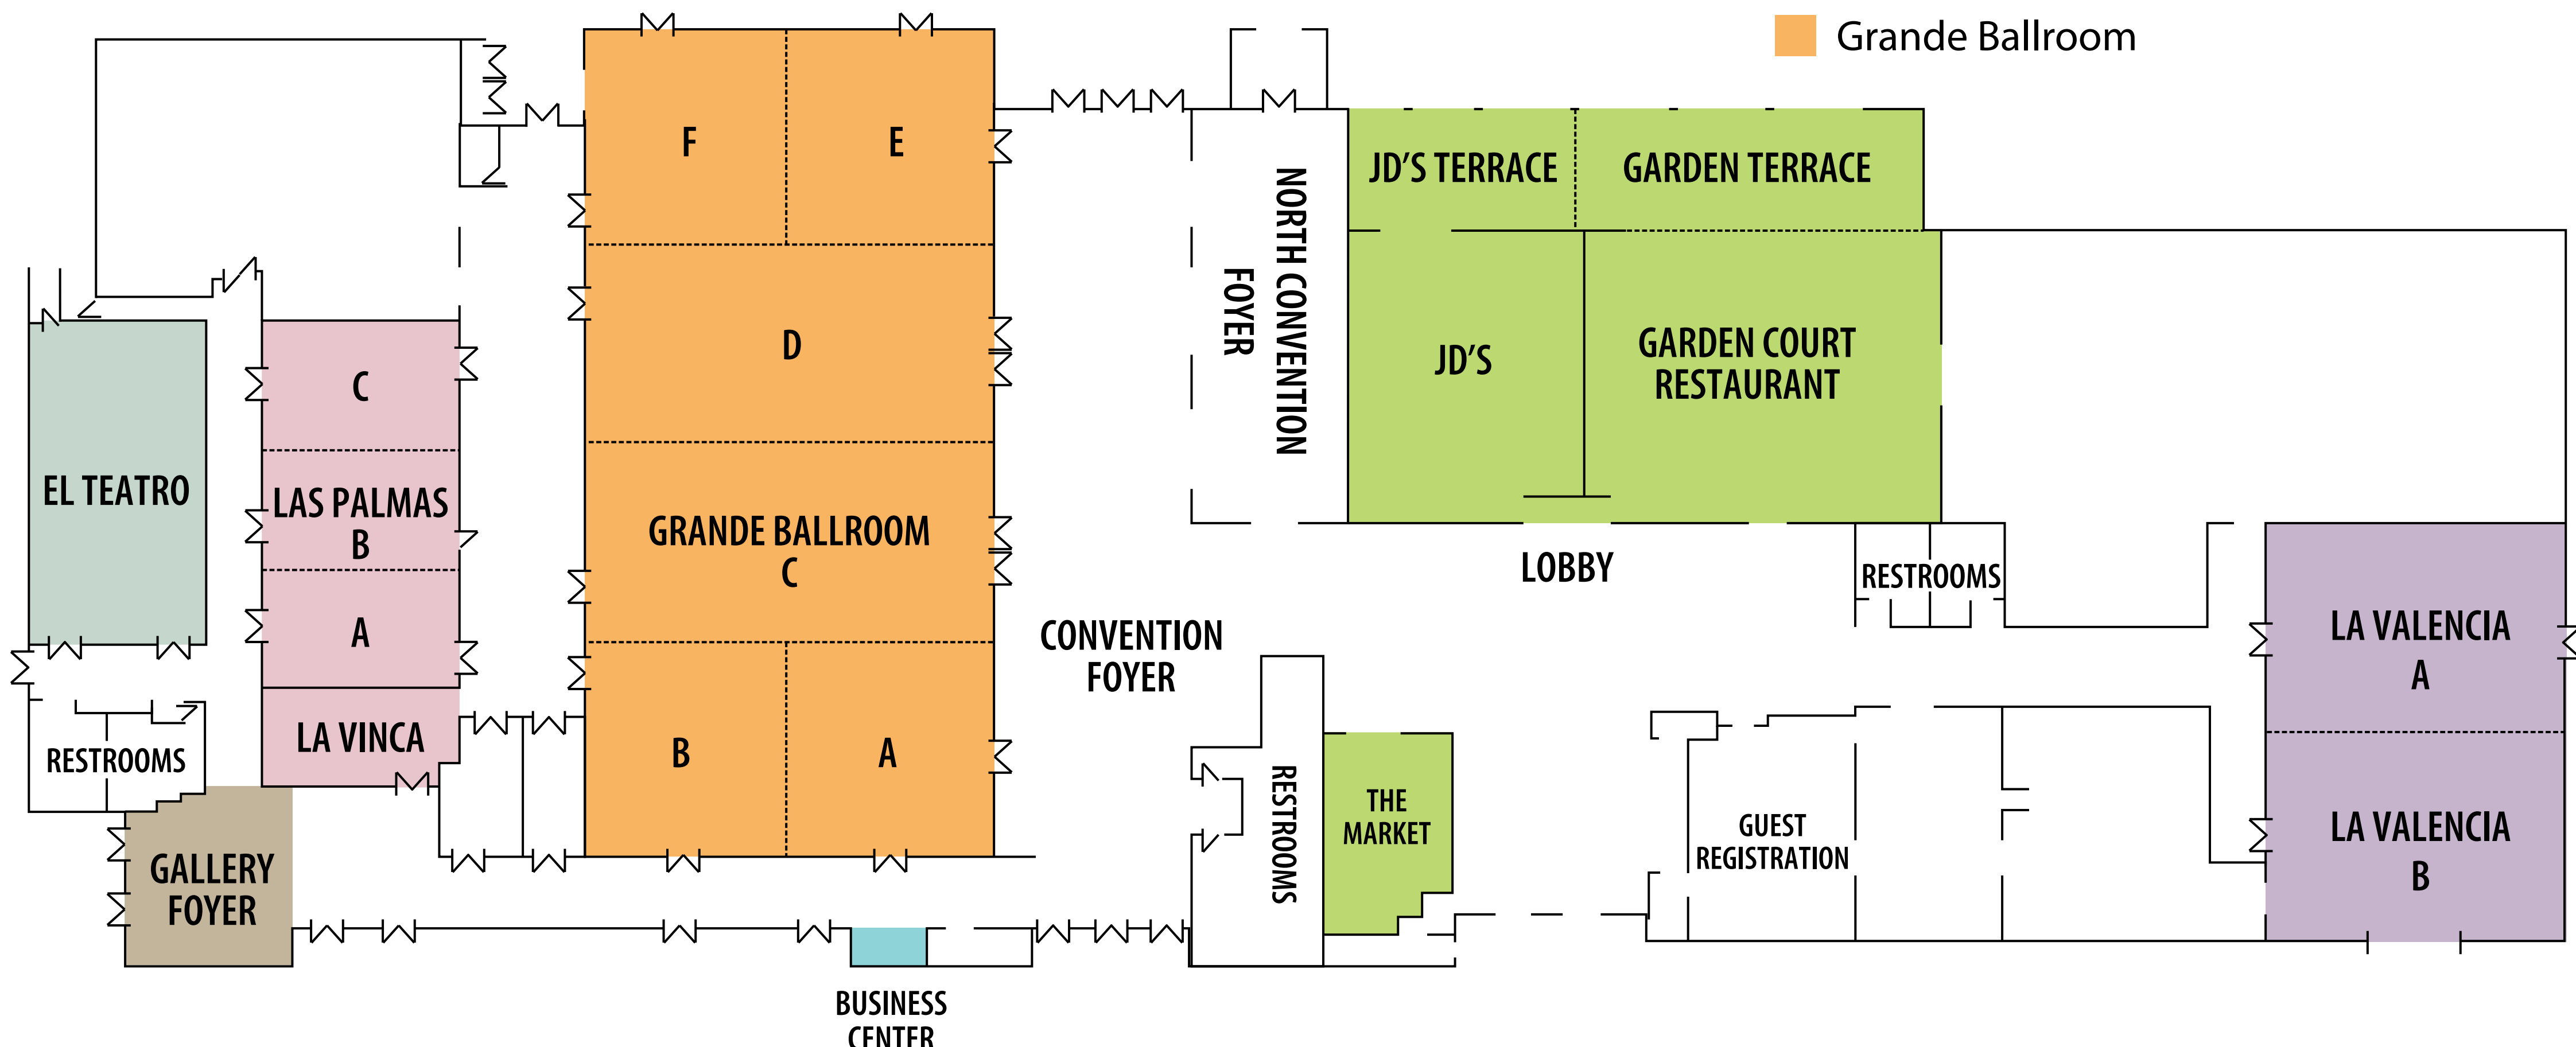 Grande Ballroom
F
E
JD'S TERRACE
GARDEN TERRACE
NORTH CONVENTION
FOYER
D
JD'S
GARDEN COURT
RESTAURANT
C
EL TEATRO
LAS PALMAS
B
GRANDE BALLROOM
C
LOBBY
RESTROOMS
A
CONVENTION
FOYER
LA VALENCIA
A
LA VINCA
RESTROOMS
B
A
RESTROOMS
THE
MARKET
GUEST
REGISTRATION
LA VALENCIA
B
GALLERY
FOYER
BUSINESS
CENTER